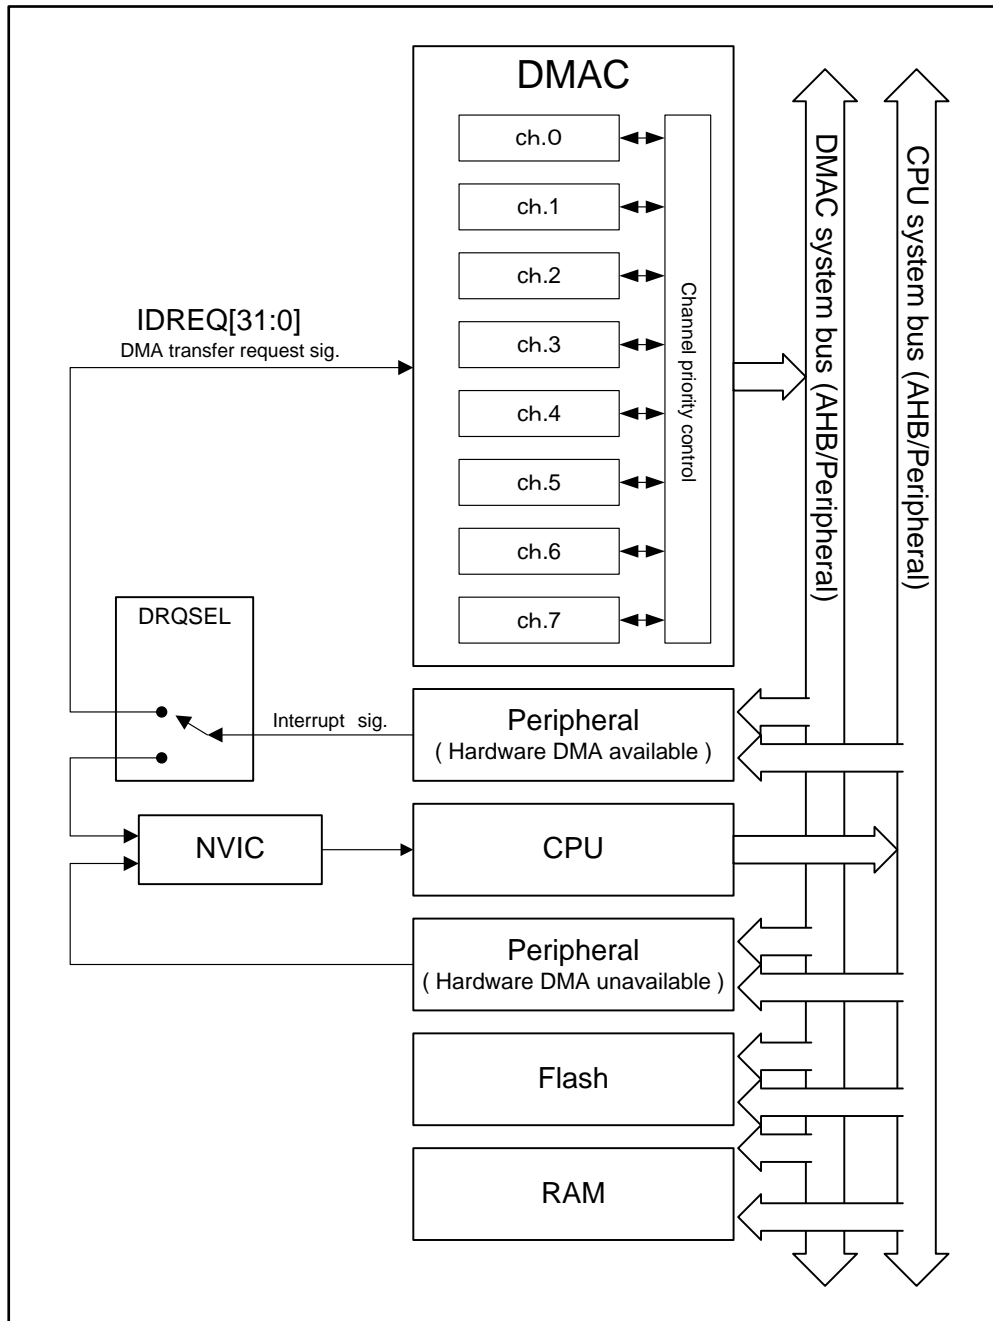 DMAC
ch.0
ch.1
ch.2
ch.3
ch.4
ch.5
ch.6
ch.7
Channel priority control
DMAC system bus (AHB/Peripheral)
CPU system bus (AHB/Peripheral)
IDREQ[31:0]
DMA transfer request sig.
DRQSEL
Interrupt sig.
Peripheral
( Hardware DMA available )
NVIC
CPU
Peripheral
( Hardware DMA unavailable )
Flash
RAM